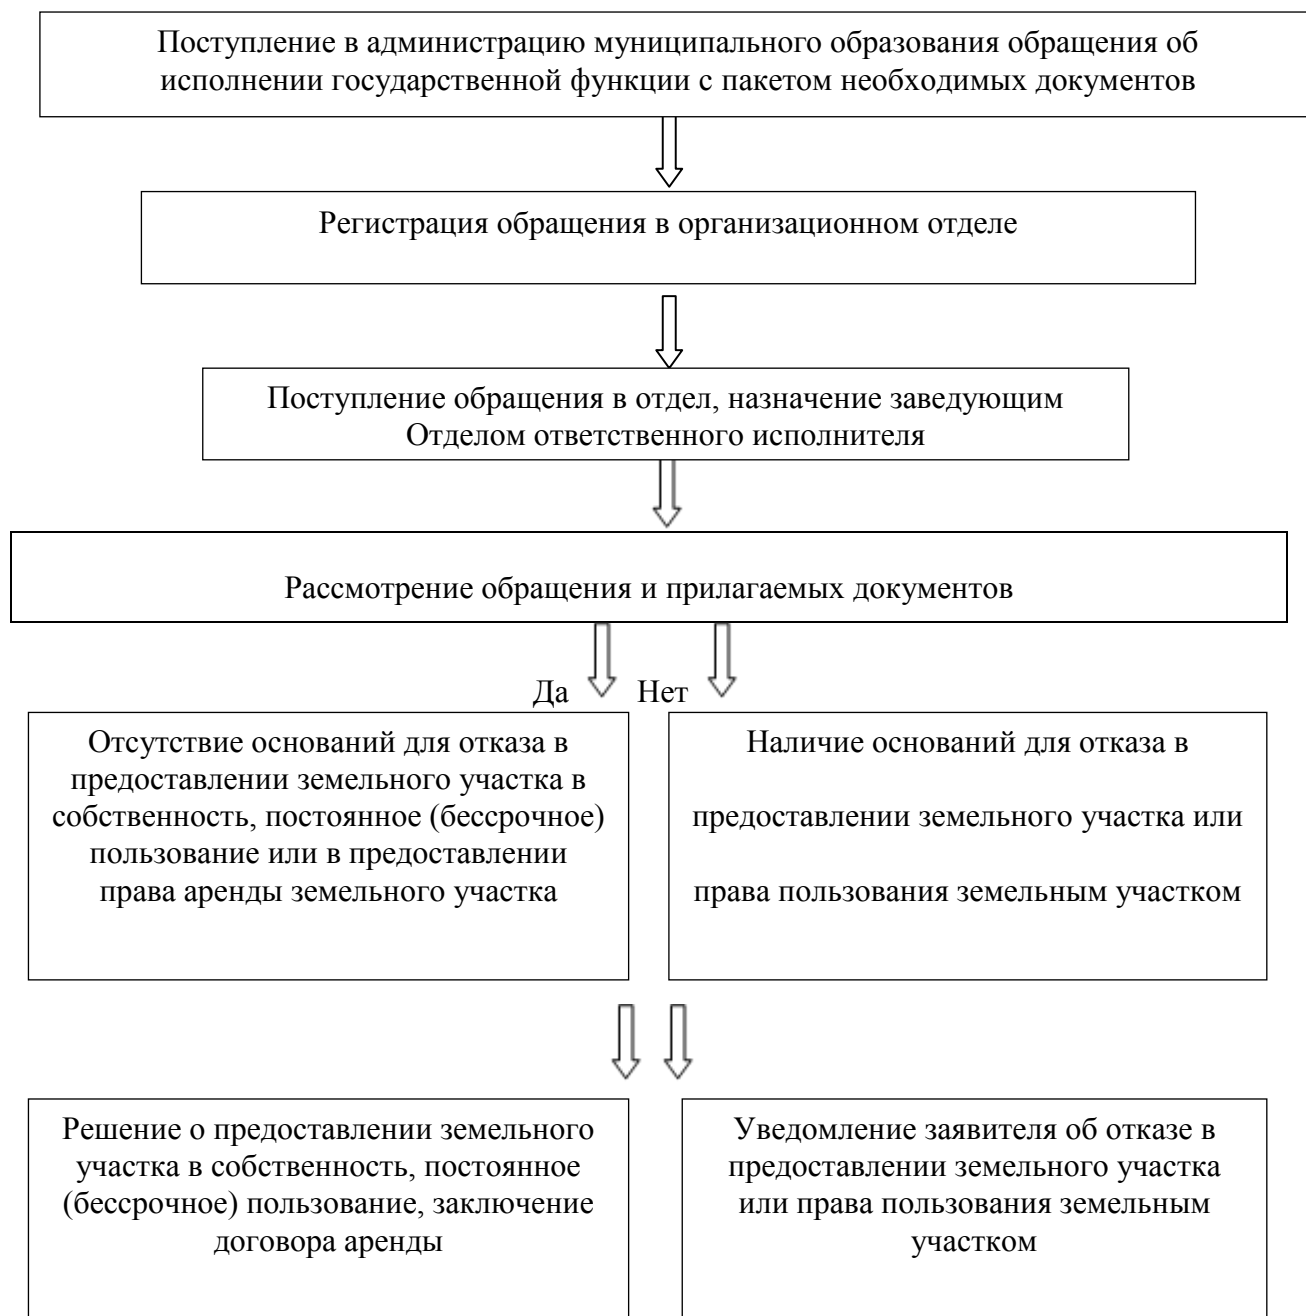 Поступление в администрацию муниципального образования обращения об
исполнении государственной функции с пакетом необходимых документов
Регистрация обращения в организационном отделе
Поступление обращения в отдел, назначение заведующим
Отделом ответственного исполнителя
Рассмотрение обращения и прилагаемых документов
Да Нет
Отсутствие оснований для отказа в
предоставлении земельного участка в
собственность, постоянное (бессрочное)
пользование или в предоставлении
права аренды земельного участка
Наличие оснований для отказа в
предоставлении земельного участка или
права пользования земельным участком
Решение о предоставлении земельного
участка в собственность, постоянное
(бессрочное) пользование, заключение
договора аренды
Уведомление заявителя об отказе в
предоставлении земельного участка
или права пользования земельным
участком